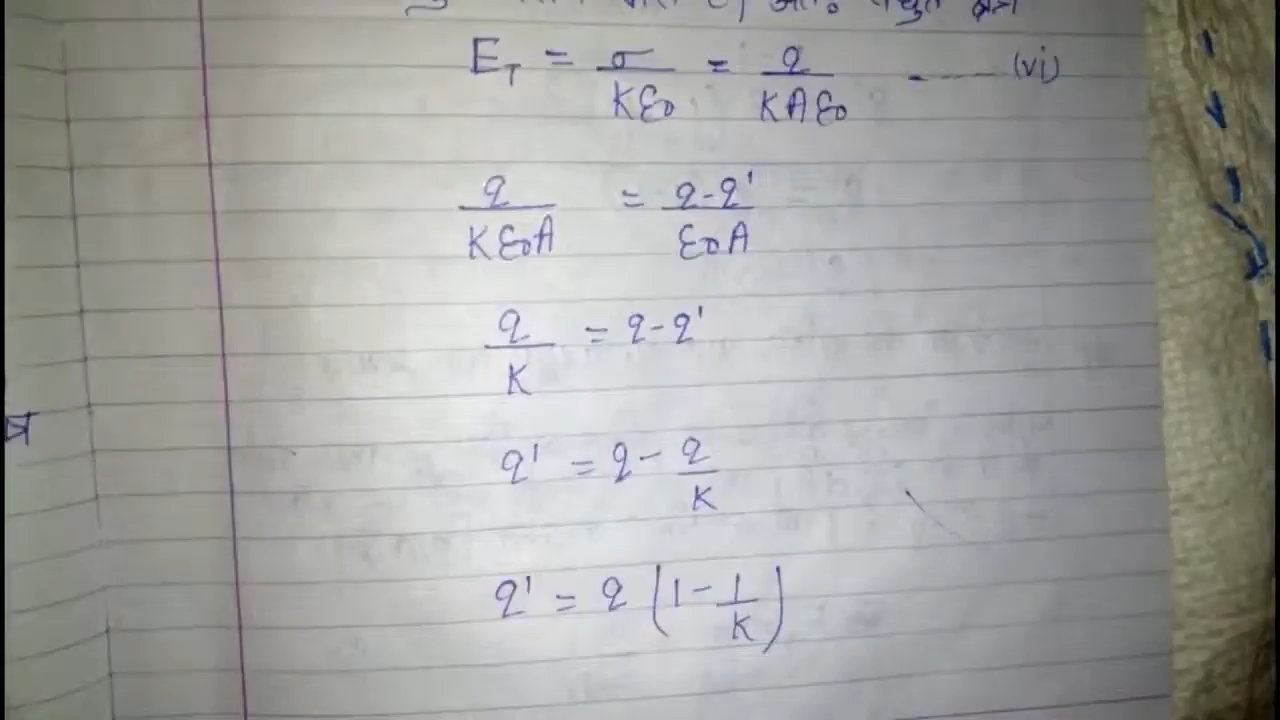 E_T = σ/Kε0 = q/KAε0 ---- (vi)
q/Kε0A = q-q'/ε0A
q/K = q-q'
q' = q - q/K
q' = q (1 - 1/K)